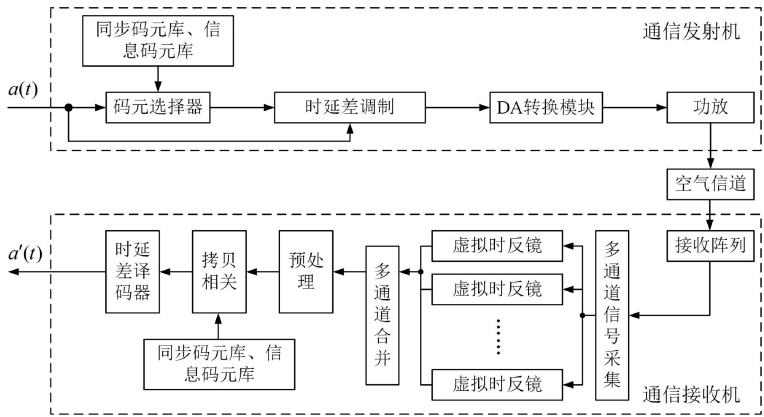 同步码元库、信
息码元库
通信发射机
a(t)
码元选择器
时延差调制
DA转换模块
功放
空气信道
接收阵列
a′(t)
时延
差译
码器
拷贝
相关
预处
理
多通道合并
虚拟时反镜
虚拟时反镜
虚拟时反镜
多通道信号采集
同步码元库、信
息码元库
通信接收机